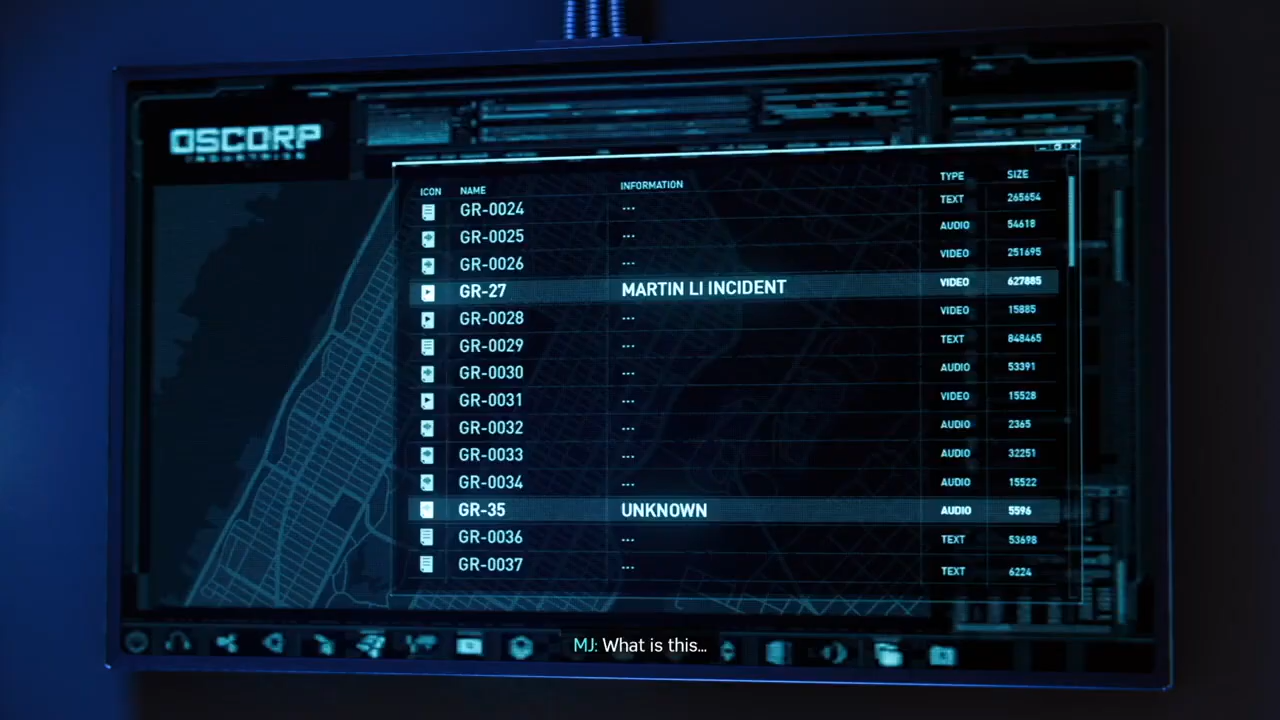 OSCORP
INDUSTRIES
ICON NAME INFORMATION TYPE SIZE
GR-0024 --- TEXT 265654
GR-0025 --- AUDIO 54618
GR-0026 --- VIDEO 251695
GR-27 MARTIN LI INCIDENT VIDEO 627885
GR-0028 --- VIDEO 15885
GR-0029 --- TEXT 848465
GR-0030 --- AUDIO 53391
GR-0031 --- VIDEO 15528
GR-0032 --- AUDIO 2365
GR-0033 --- AUDIO 32251
GR-0034 --- AUDIO 15522
GR-35 UNKNOWN AUDIO 5596
GR-0036 --- TEXT 53698
GR-0037 --- TEXT 6224
MJ: What is this...